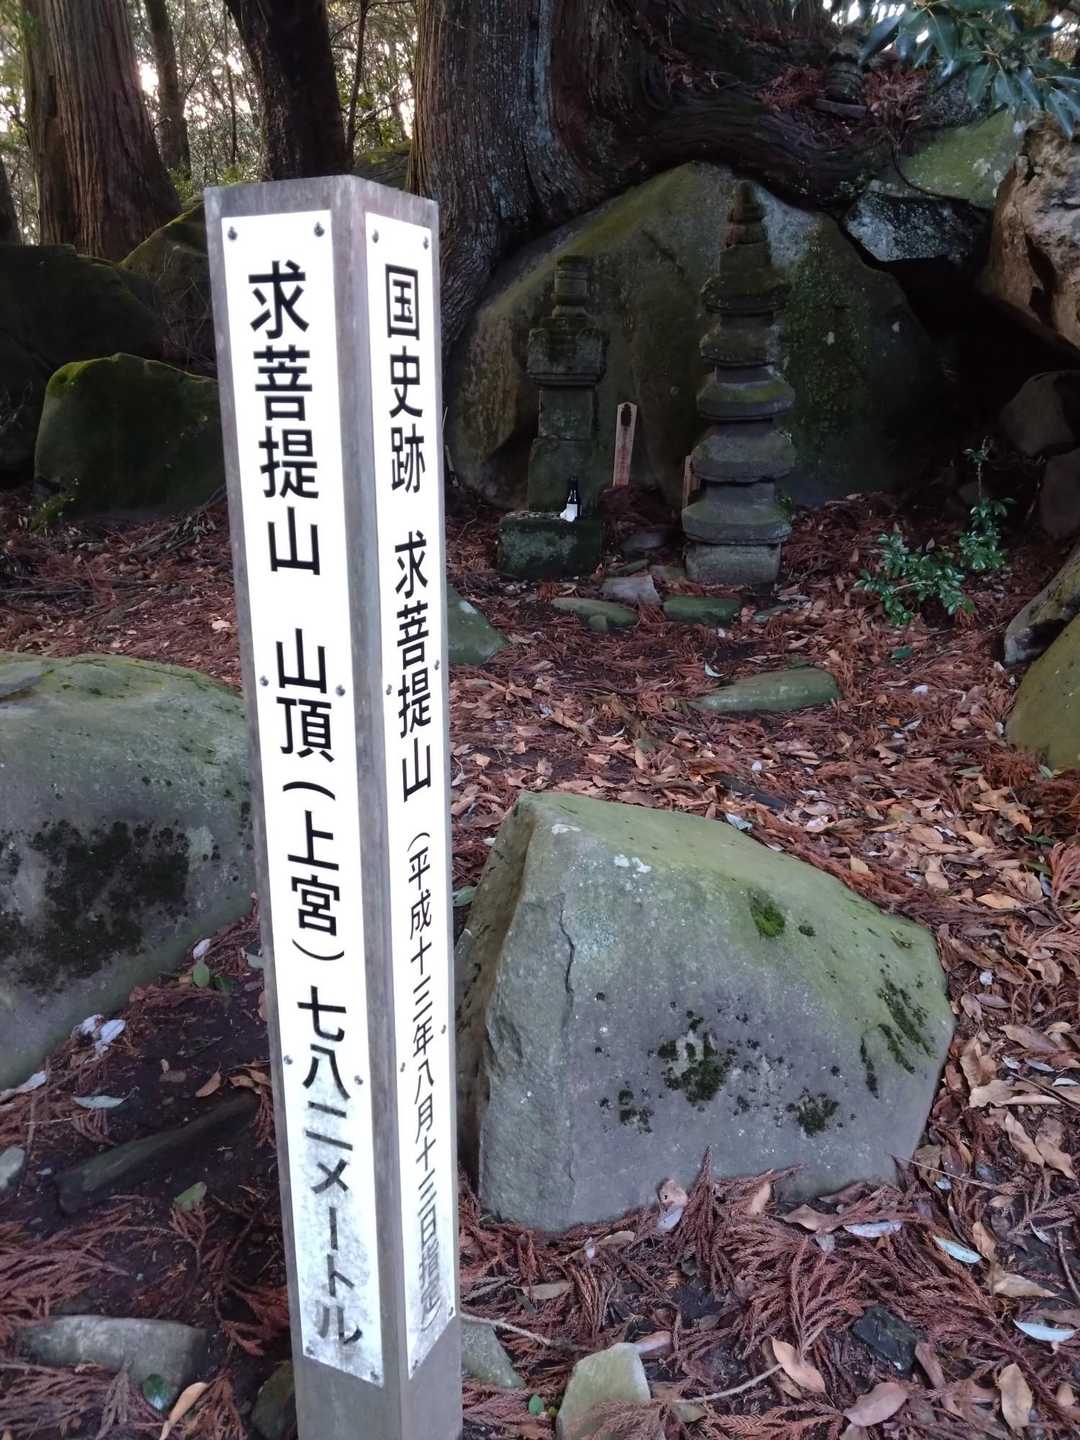 求菩提山 山頂(上宮)七八二メートル
国史跡 求菩提山(平成十三年八月十三日指定)